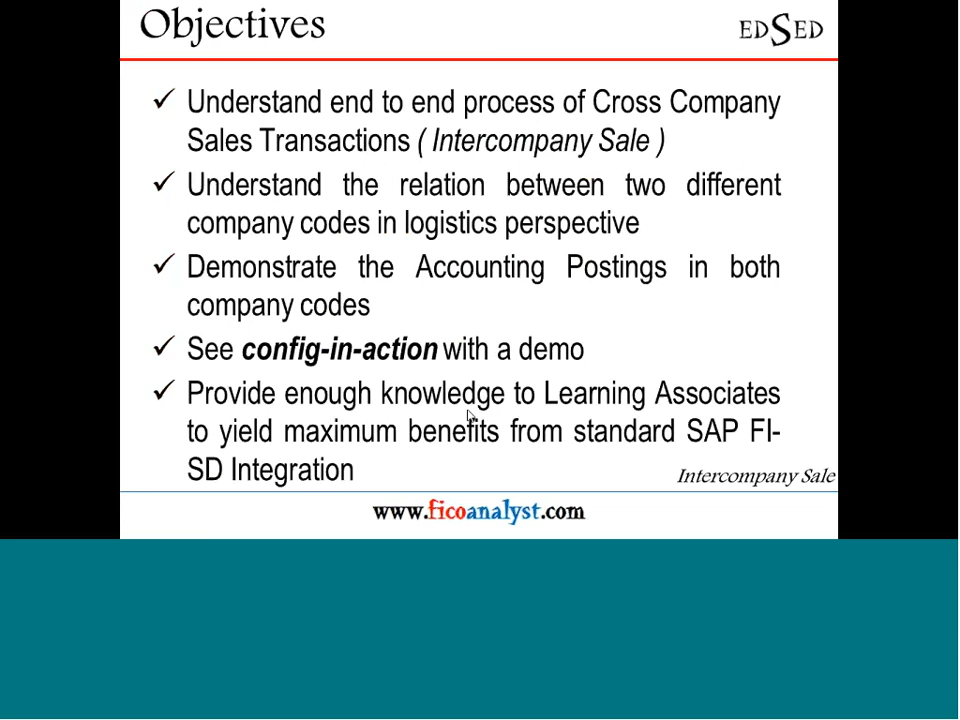 Objectives
EDSED
✓ Understand end to end process of Cross Company
Sales Transactions ( Intercompany Sale )
✓ Understand the relation between two different
company codes in logistics perspective
✓ Demonstrate the Accounting Postings in both
company codes
✓ See config-in-action with a demo
✓ Provide enough knowledge to Learning Associates
to yield maximum benefits from standard SAP FI-
SD Integration
Intercompany Sale
www.ficoanalyst.com